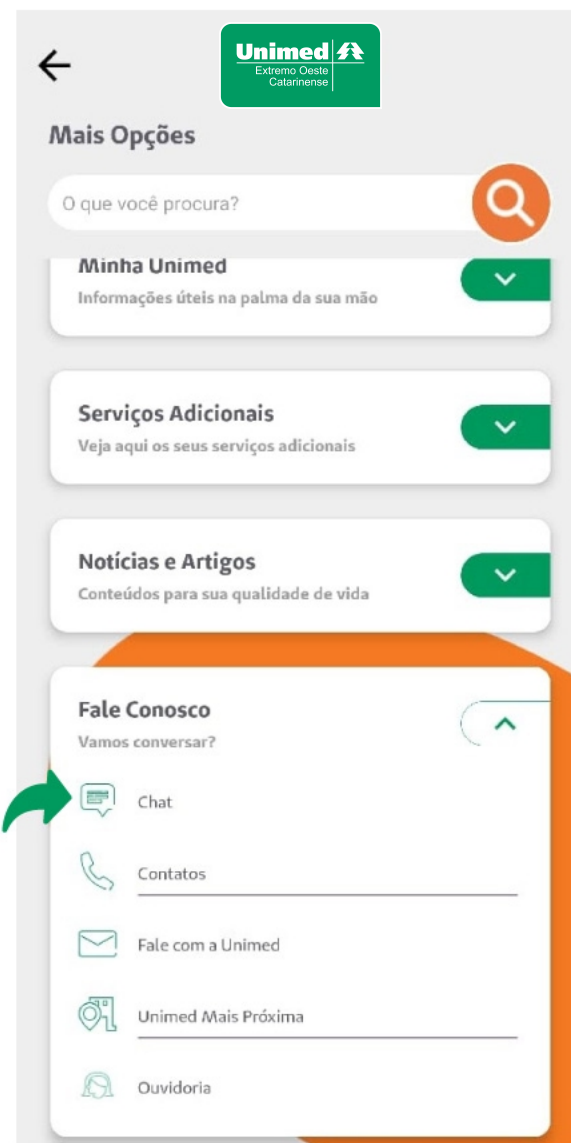 Unimed
Extremo Oeste
Catarinense
Mais Opções
O que você procura?
Minha Unimed
Informações úteis na palma da sua mão
Serviços Adicionais
Veja aqui os seus serviços adicionais
Notícias e Artigos
Conteúdos para sua qualidade de vida
Fale Conosco
Vamos conversar?
Chat
Contatos
Fale com a Unimed
Unimed Mais Próxima
Ouvidoria